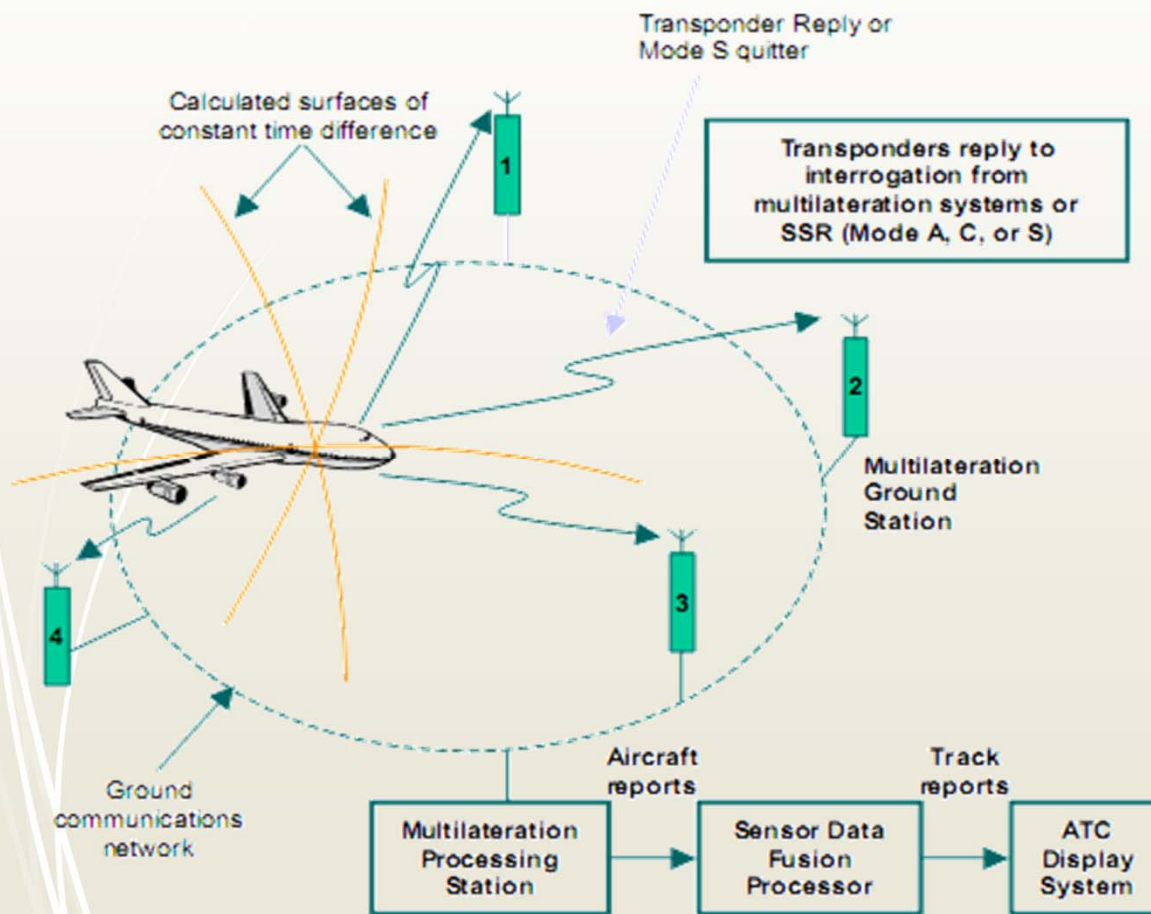 Transponder Reply or
Mode S quitter
Calculated surfaces of
constant time difference
1
Transponders reply to
interrogation from
multilateration systems or
SSR (Mode A, C, or S)
2
Multilateration
Ground
Station
3
4
Ground
communications
network
Aircraft
reports
Track
reports
Multilateration
Processing
Station
Sensor Data
Fusion
Processor
ATC
Display
System